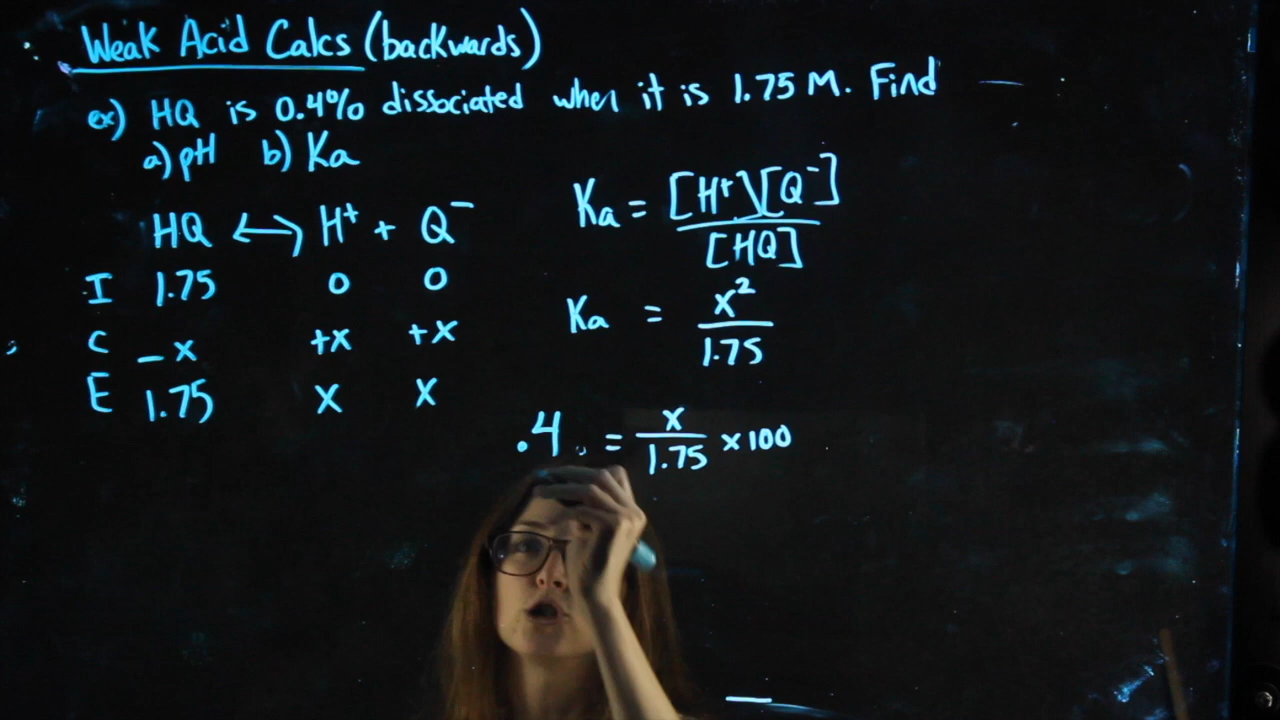 Weak Acid Calcs (backwards)
ex) HQ is 0.4% dissociated when it is 1.75 M. Find
a) pH b) Ka
HQ ↔ H⁺ + Q⁻
I 1.75 0 0
C -x +x +x
E 1.75 x x
Ka = [H⁺][Q⁻] / [HQ]
Ka = x² / 1.75
.4 = x / 1.75 x 100